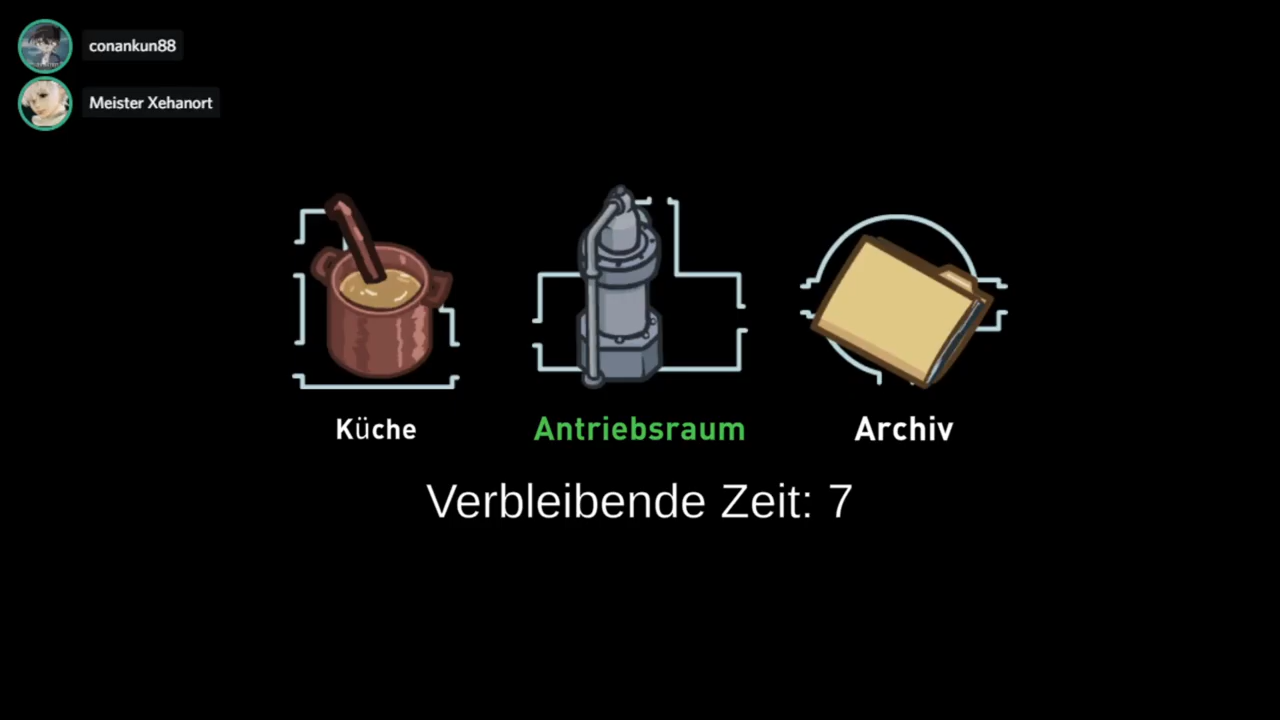 conankun88
Meister Xehanort
Küche
Antriebsraum
Archiv
Verbleibende Zeit: 7